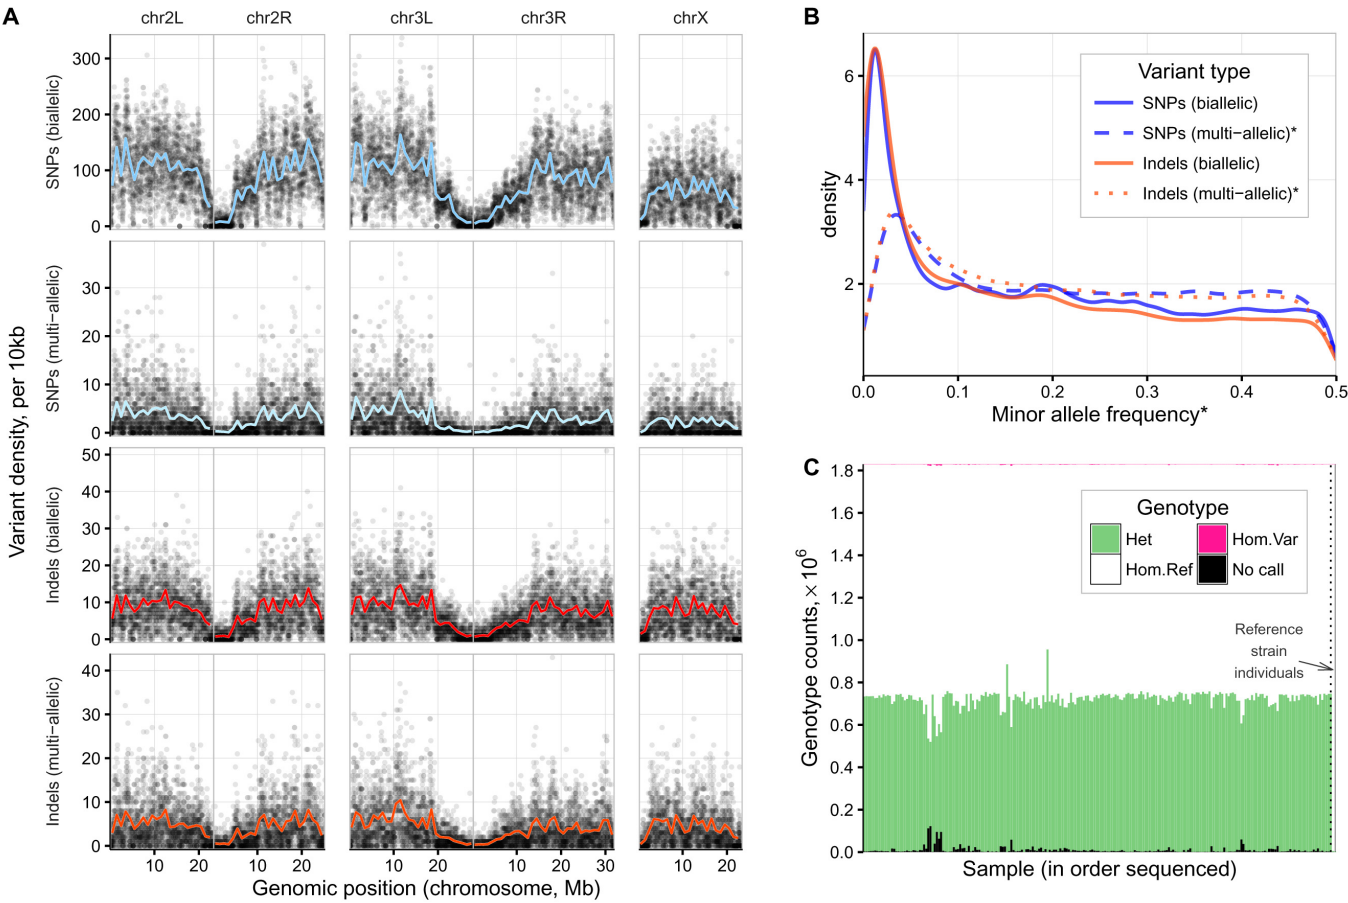 A
chr2L
chr2R
chr3L
chr3R
chrX
Variant density, per 10kb
SNPs (biallelic)
300
200
100
0
SNPs (multi−allelic)
30
20
10
0
Indels (biallelic)
50
40
30
20
10
0
Indels (multi−allelic)
40
30
20
10
0
10 20 10 20 10 20 10 20 30 10 20
Genomic position (chromosome, Mb)
B
density
6
4
2
Variant type
SNPs (biallelic)
SNPs (multi−allelic)*
Indels (biallelic)
Indels (multi−allelic)*
0.0 0.1 0.2 0.3 0.4 0.5
Minor allele frequency*
C
Genotype counts, × 10⁶
1.8
1.6
1.4
1.2
1.0
0.8
0.6
0.4
0.2
0.0
Genotype
Het
Hom.Var
Hom.Ref
No call
Reference
strain
individuals
Sample (in order sequenced)